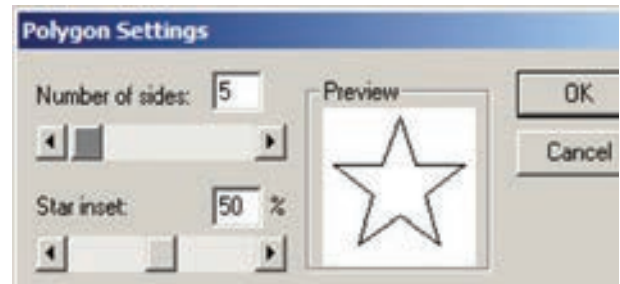 Polygon Settings
Number of sides: 5
Preview
OK
Cancel
Star inset: 50 %